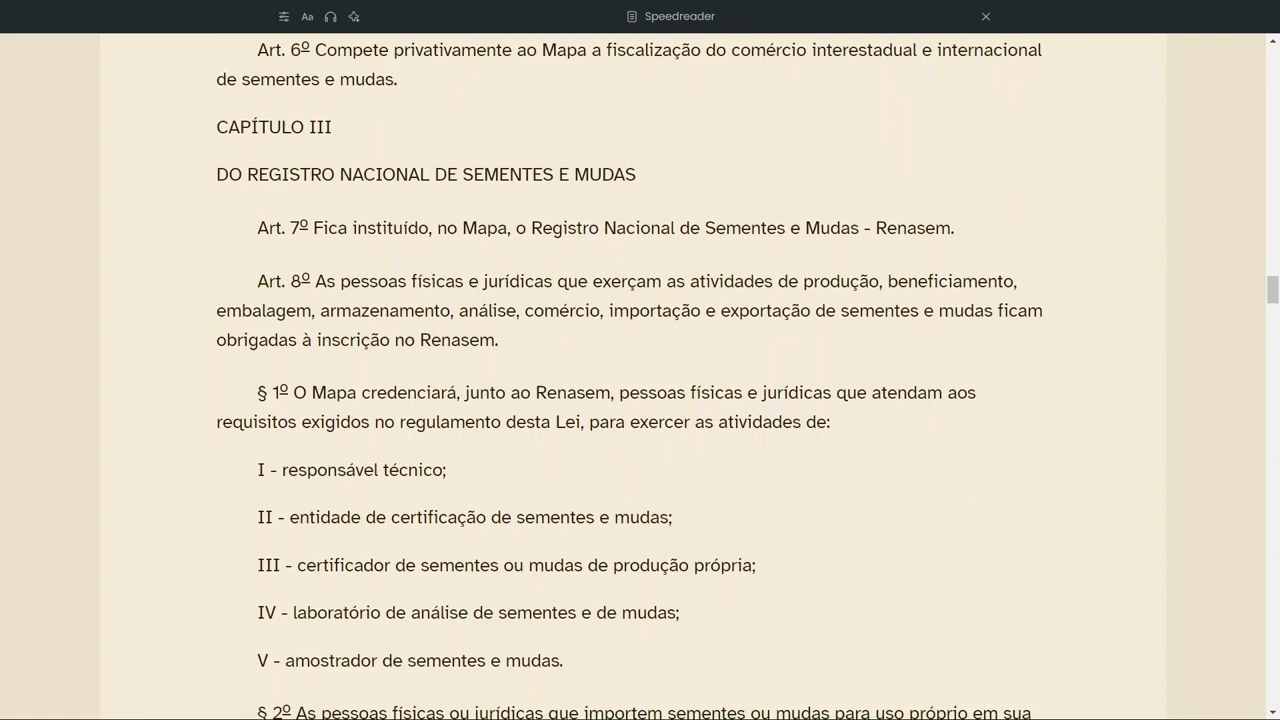 Aa
Speedreader
Art. 6º Compete privativamente ao Mapa a fiscalização do comércio interestadual e internacional
de sementes e mudas.
CAPÍTULO III
DO REGISTRO NACIONAL DE SEMENTES E MUDAS
Art. 7º Fica instituído, no Mapa, o Registro Nacional de Sementes e Mudas - Renasem.
Art. 8º As pessoas físicas e jurídicas que exerçam as atividades de produção, beneficiamento,
embalagem, armazenamento, análise, comércio, importação e exportação de sementes e mudas ficam
obrigadas à inscrição no Renasem.
§ 1º O Mapa credenciará, junto ao Renasem, pessoas físicas e jurídicas que atendam aos
requisitos exigidos no regulamento desta Lei, para exercer as atividades de:
I - responsável técnico;
II - entidade de certificação de sementes e mudas;
III - certificador de sementes ou mudas de produção própria;
IV - laboratório de análise de sementes e de mudas;
V - amostrador de sementes e mudas.
§ 2º As pessoas físicas ou jurídicas que importem sementes ou mudas para uso próprio em sua